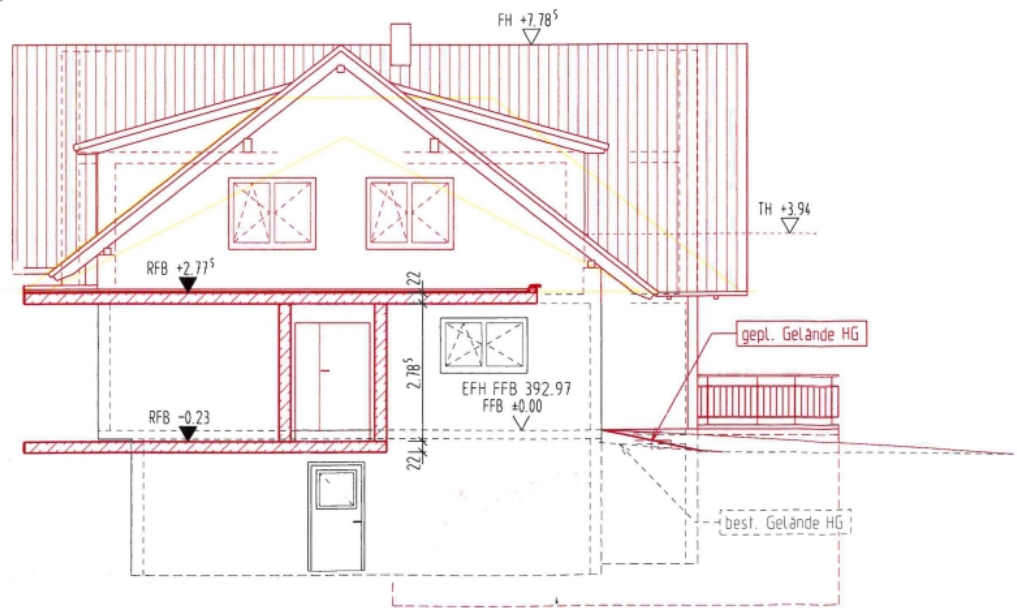 FH +7.78⁵
TH +3.94
RFB +2.77⁵
22
gepl. Gelände HG
2.78⁵
EFH FFB 392.97
FFB ±0.00
RFB -0.23
22
best. Gelände HG